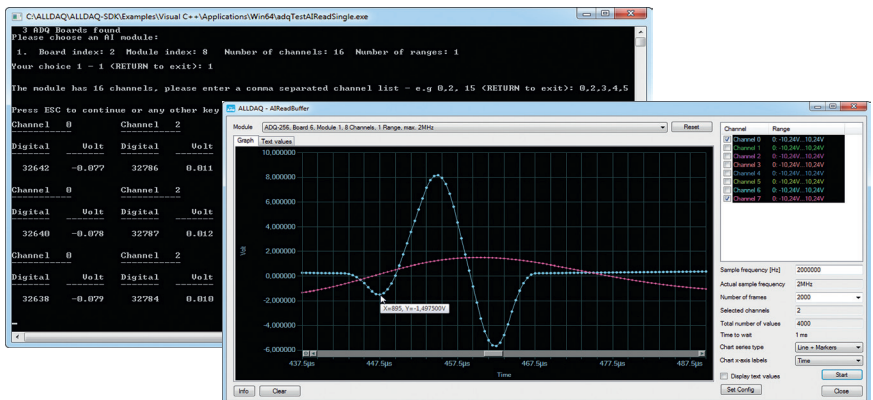 C:\ALLDAQ\ALLDAQ-SDK\Examples\Visual C++\Applications\Win64\adqTestAIReadSingle.exe
3 ADQ Boards found
Please choose an AI module:
1. Board index: 2 Module index: 8 Number of channels: 16 Number of ranges: 1
Your choice 1 - 1 (RETURN to exit): 1
The module has 16 channels, please enter a comma separated channel list - e.g 0,2, 15 (RETURN to exit): 0,2,3,4,5
Press ESC to continue or any other key
Channel 0 Channel 2
Digital Volt Digital Volt
32642 -0.077 32786 0.011
Channel 0 Channel 2
Digital Volt Digital Volt
32640 -0.078 32787 0.012
Channel 0 Channel 2
Digital Volt Digital Volt
32638 -0.079 32784 0.010
ALLDAQ - AIReadBuffer
Module ADQ-256, Board 6, Module 1, 8 Channels, 1 Range, max. 2MHz Reset
Graph Text values
10,000000
8,000000
6,000000
4,000000
2,000000
0,000000
-2,000000
-4,000000
-6,000000
Volt
X=895, Y=-1,497500V
437.5µs 447.5µs 457.5µs 467.5µs 477.5µs 487.5µs
Time
Info Clear
Channel Range
Channel 0 0: -10,24V...10,24V
Channel 1 0: -10,24V...10,24V
Channel 2 0: -10,24V...10,24V
Channel 3 0: -10,24V...10,24V
Channel 4 0: -10,24V...10,24V
Channel 5 0: -10,24V...10,24V
Channel 6 0: -10,24V...10,24V
Channel 7 0: -10,24V...10,24V
Sample frequency [Hz] 2000000
Actual sample frequency 2MHz
Number of frames 2000
Selected channels 2
Total number of values 4000
Time to wait 1 ms
Chart series type Line + Markers
Chart x-axis labels Time
Display text values Start
Set Config Close